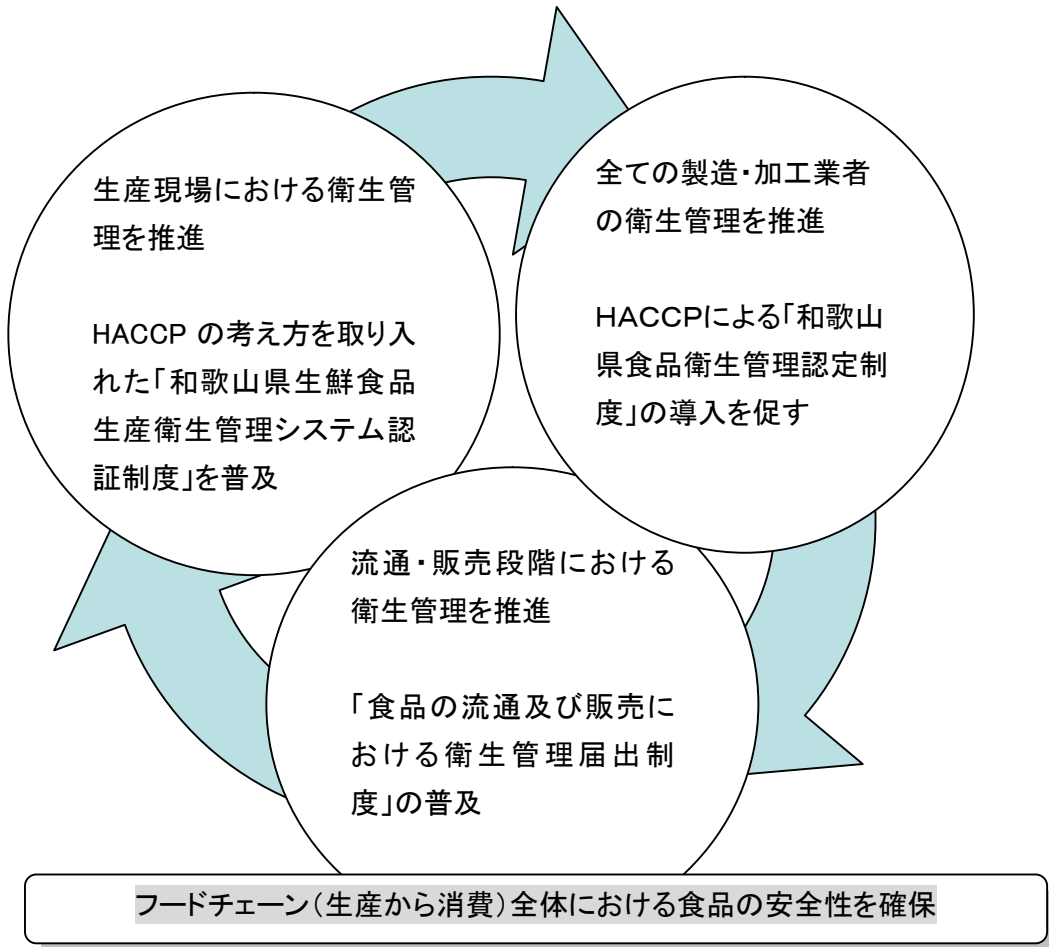 生産現場における衛生管
理を推進
HACCP の考え方を取り入
れた「和歌山県生鮮食品
生産衛生管理システム認
証制度」を普及
全ての製造・加工業者
の衛生管理を推進
HACCPによる「和歌山
県食品衛生管理認定制
度」の導入を促す
流通・販売段階における
衛生管理を推進
「食品の流通及び販売に
おける衛生管理届出制
度」の普及
フードチェーン（生産から消費）全体における食品の安全性を確保